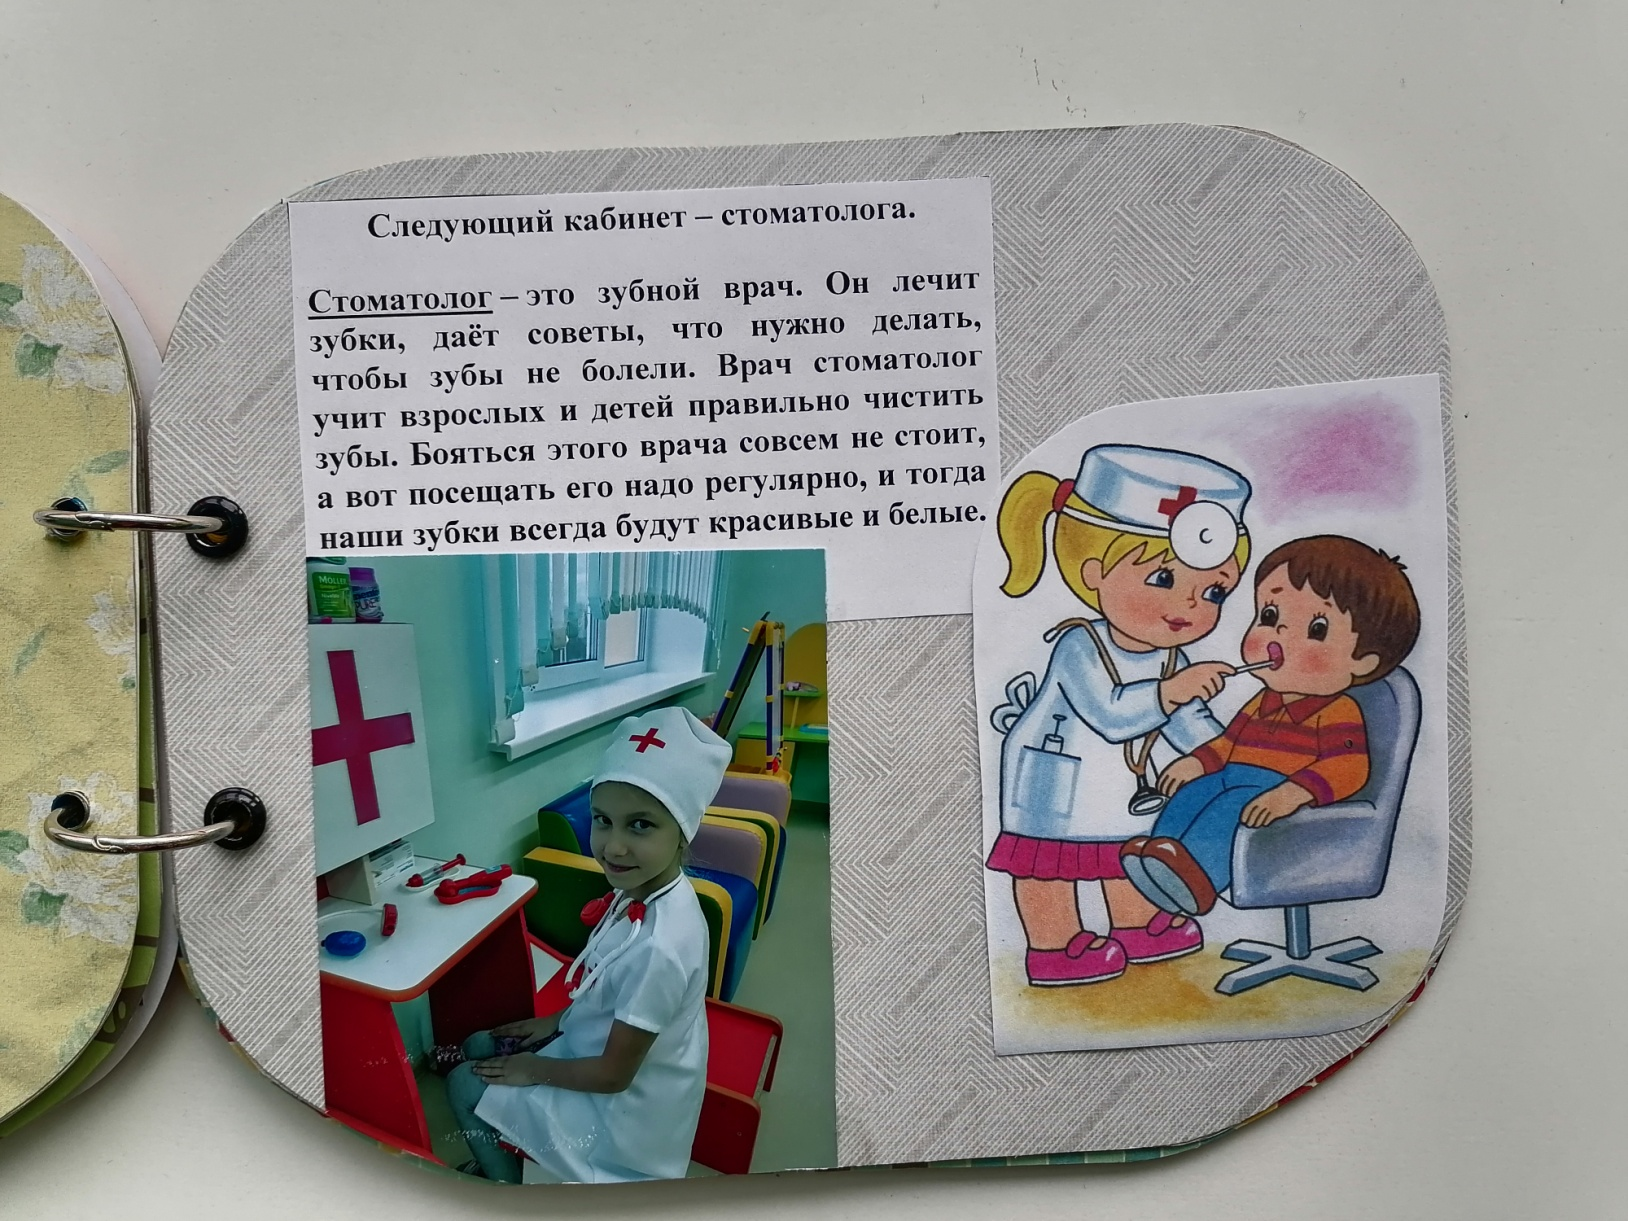 Следующий кабинет – стоматолога.
Стоматолог – это зубной врач. Он лечит
зубки, даёт советы, что нужно делать,
чтобы зубы не болели. Врач стоматолог
учит взрослых и детей правильно чистить
зубы. Бояться этого врача совсем не стоит,
а вот посещать его надо регулярно, и тогда
наши зубки всегда будут красивые и белые.
MOLLER
PURE